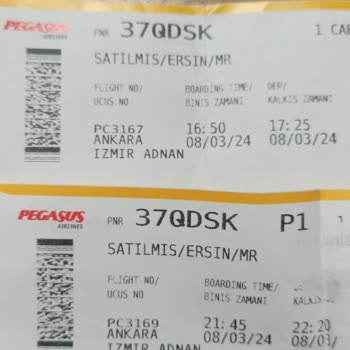 PEGASUS PNR 37QDSK 1 CAB
AIRLINES
SATILMIS/ERSIN/MR
FLIGHT NO/ BOARDING TIME/ DEP/
UCUS NO BINIS ZAMANI KALKIS ZAMANI
PC3167 16:50 17:25
ANKARA 08/03/24 08/03/24
IZMIR ADNAN
PEGASUS PNR 37QDSK P1
AIRLINES
SATILMIS/ERSIN/MR
FLIGHT NO/ BOARDING TIME/
UCUS NO BINIS ZAMANI KALKIS ZAMANI
PC3169 21:45 22:20
ANKARA 08/03/24 08/03/24
IZMIR ADNAN